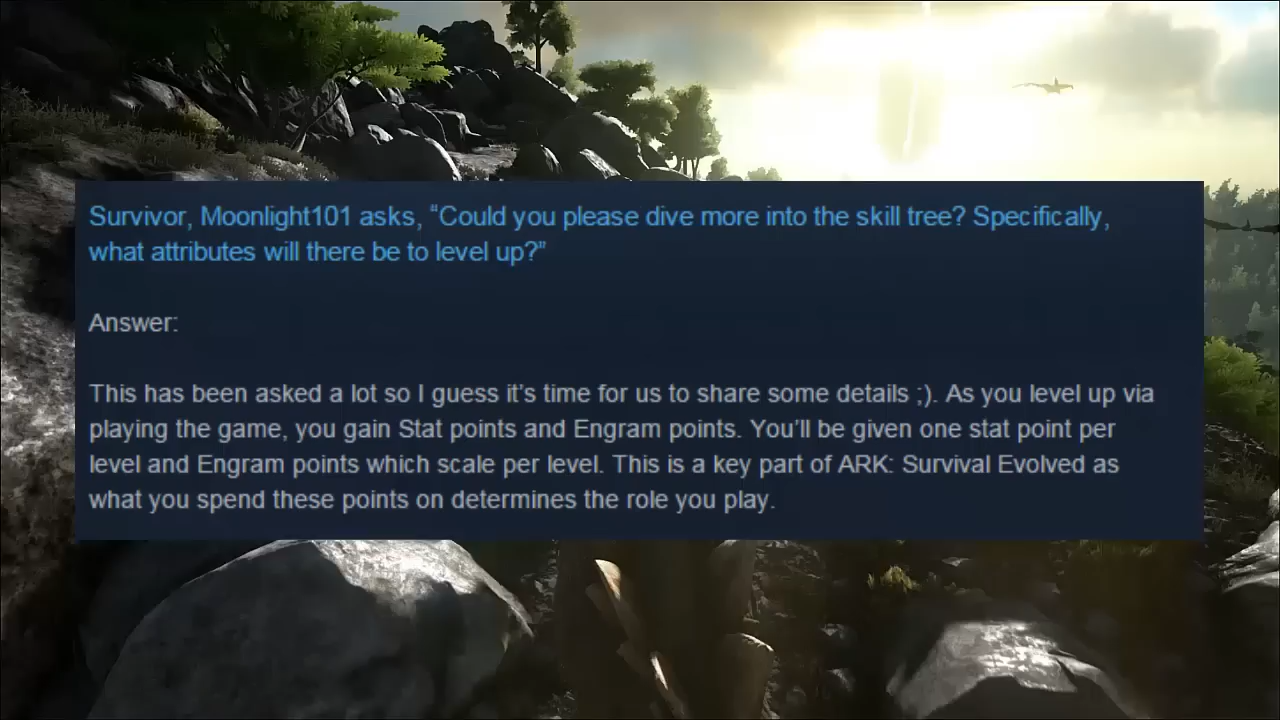 Survivor, Moonlight101 asks, “Could you please dive more into the skill tree? Specifically,
what attributes will there be to level up?”
Answer:
This has been asked a lot so I guess it’s time for us to share some details ;). As you level up via
playing the game, you gain Stat points and Engram points. You’ll be given one stat point per
level and Engram points which scale per level. This is a key part of ARK: Survival Evolved as
what you spend these points on determines the role you play.